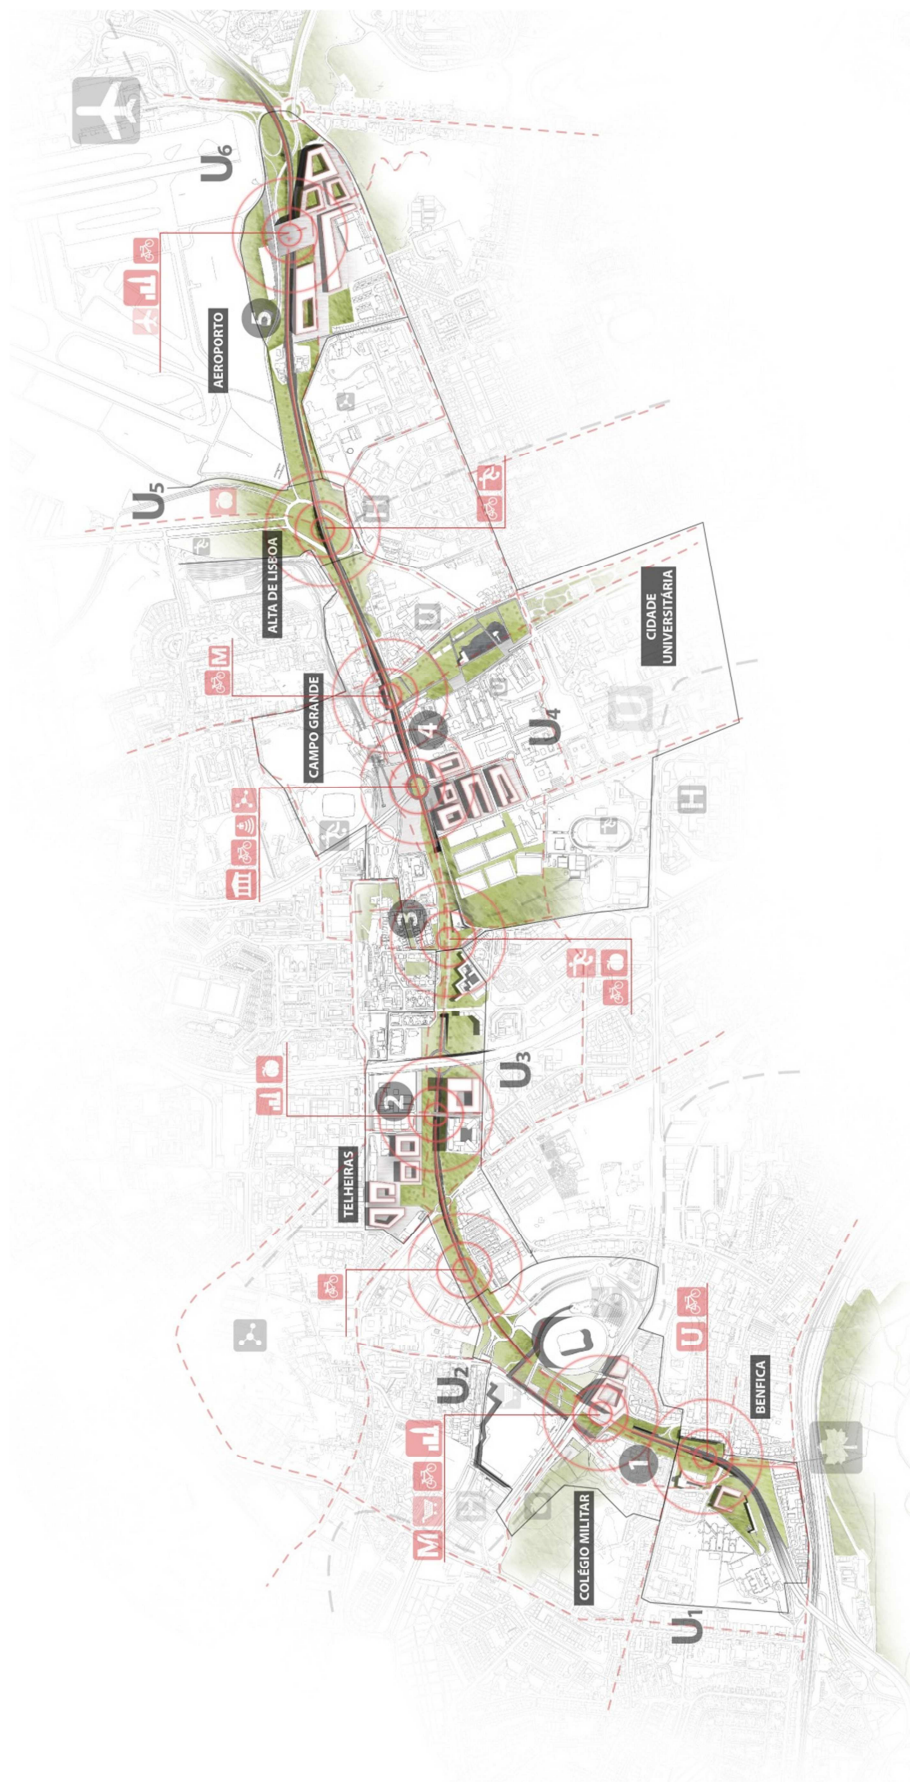 U1
COLÉGIO MILITAR
1
BENFICA
U
M
H
U2
TELHEIRAS
2
U3
3
CAMPO GRANDE
4
U4
M
H
U
U
U
CIDADE
UNIVERSITÁRIA
ALTA DE LISBOA
U5
H
H
AEROPORTO
5
U6